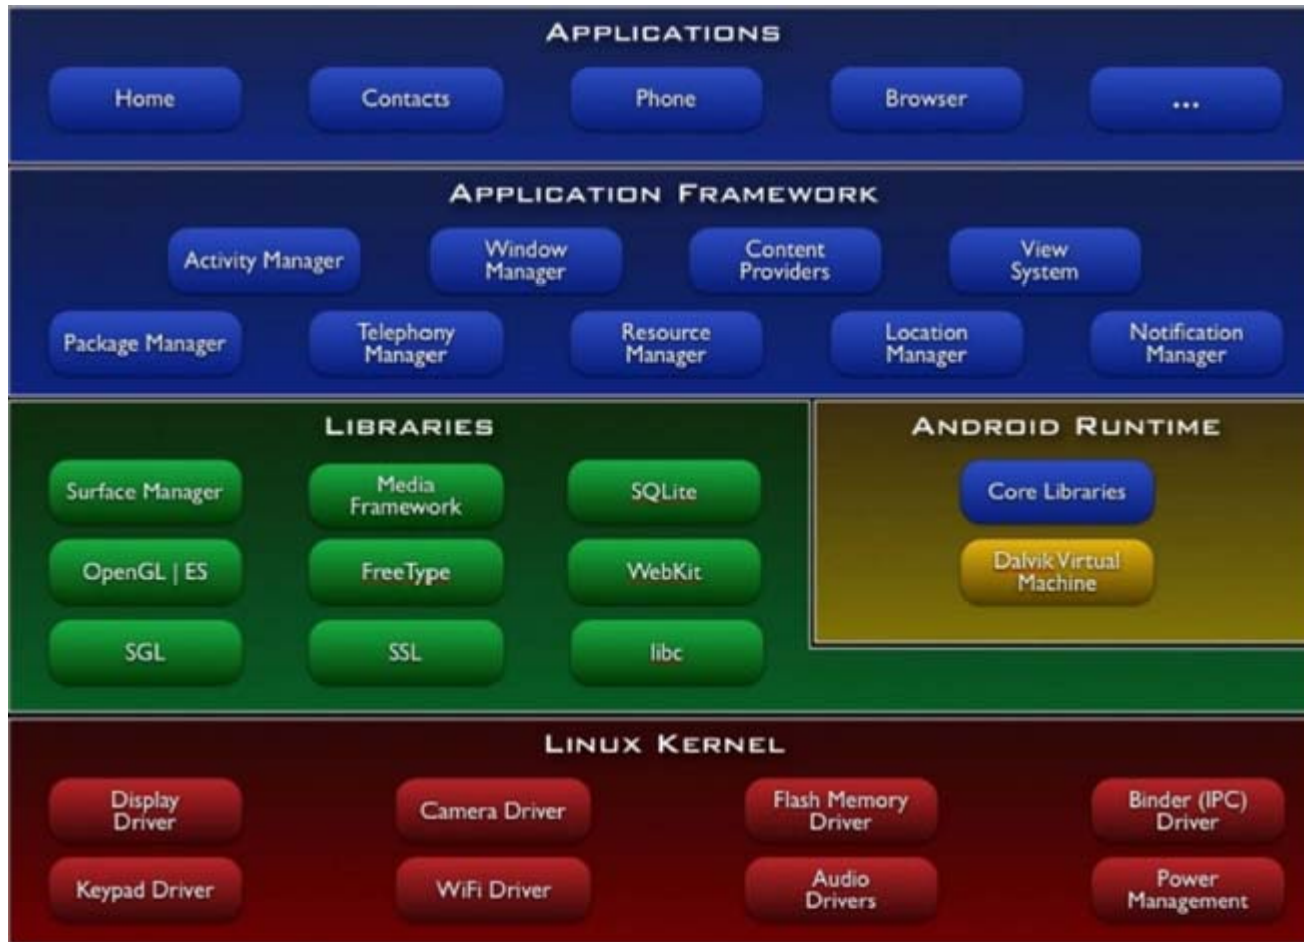 APPLICATIONS
Home
Contacts
Phone
Browser
...
APPLICATION FRAMEWORK
Activity Manager
Window
Manager
Content
Providers
View
System
Package Manager
Telephony
Manager
Resource
Manager
Location
Manager
Notification
Manager
LIBRARIES
Surface Manager
Media
Framework
SQLite
OpenGL | ES
FreeType
WebKit
SGL
SSL
libc
ANDROID RUNTIME
Core Libraries
Dalvik Virtual
Machine
LINUX KERNEL
Display
Driver
Camera Driver
Flash Memory
Driver
Binder (IPC)
Driver
Keypad Driver
WiFi Driver
Audio
Drivers
Power
Management